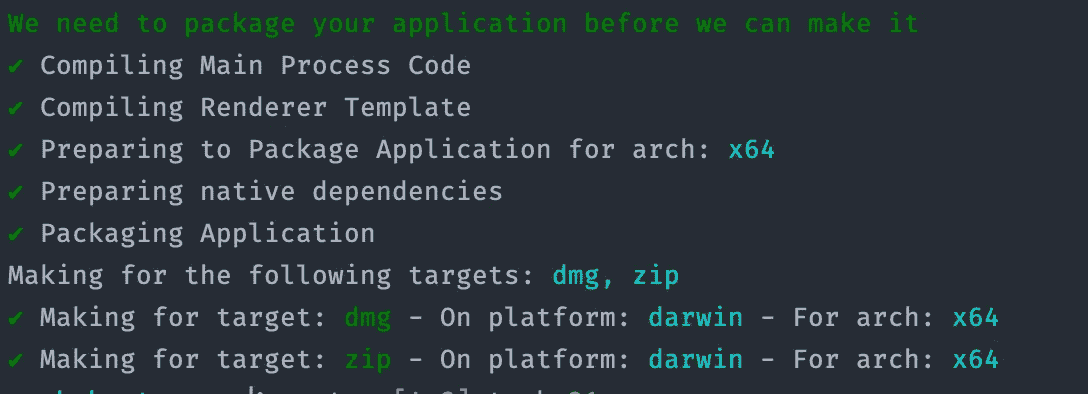 We need to package your application before we can make it
✔ Compiling Main Process Code
✔ Compiling Renderer Template
✔ Preparing to Package Application for arch: x64
✔ Preparing native dependencies
✔ Packaging Application
Making for the following targets: dmg, zip
✔ Making for target: dmg - On platform: darwin - For arch: x64
✔ Making for target: zip - On platform: darwin - For arch: x64